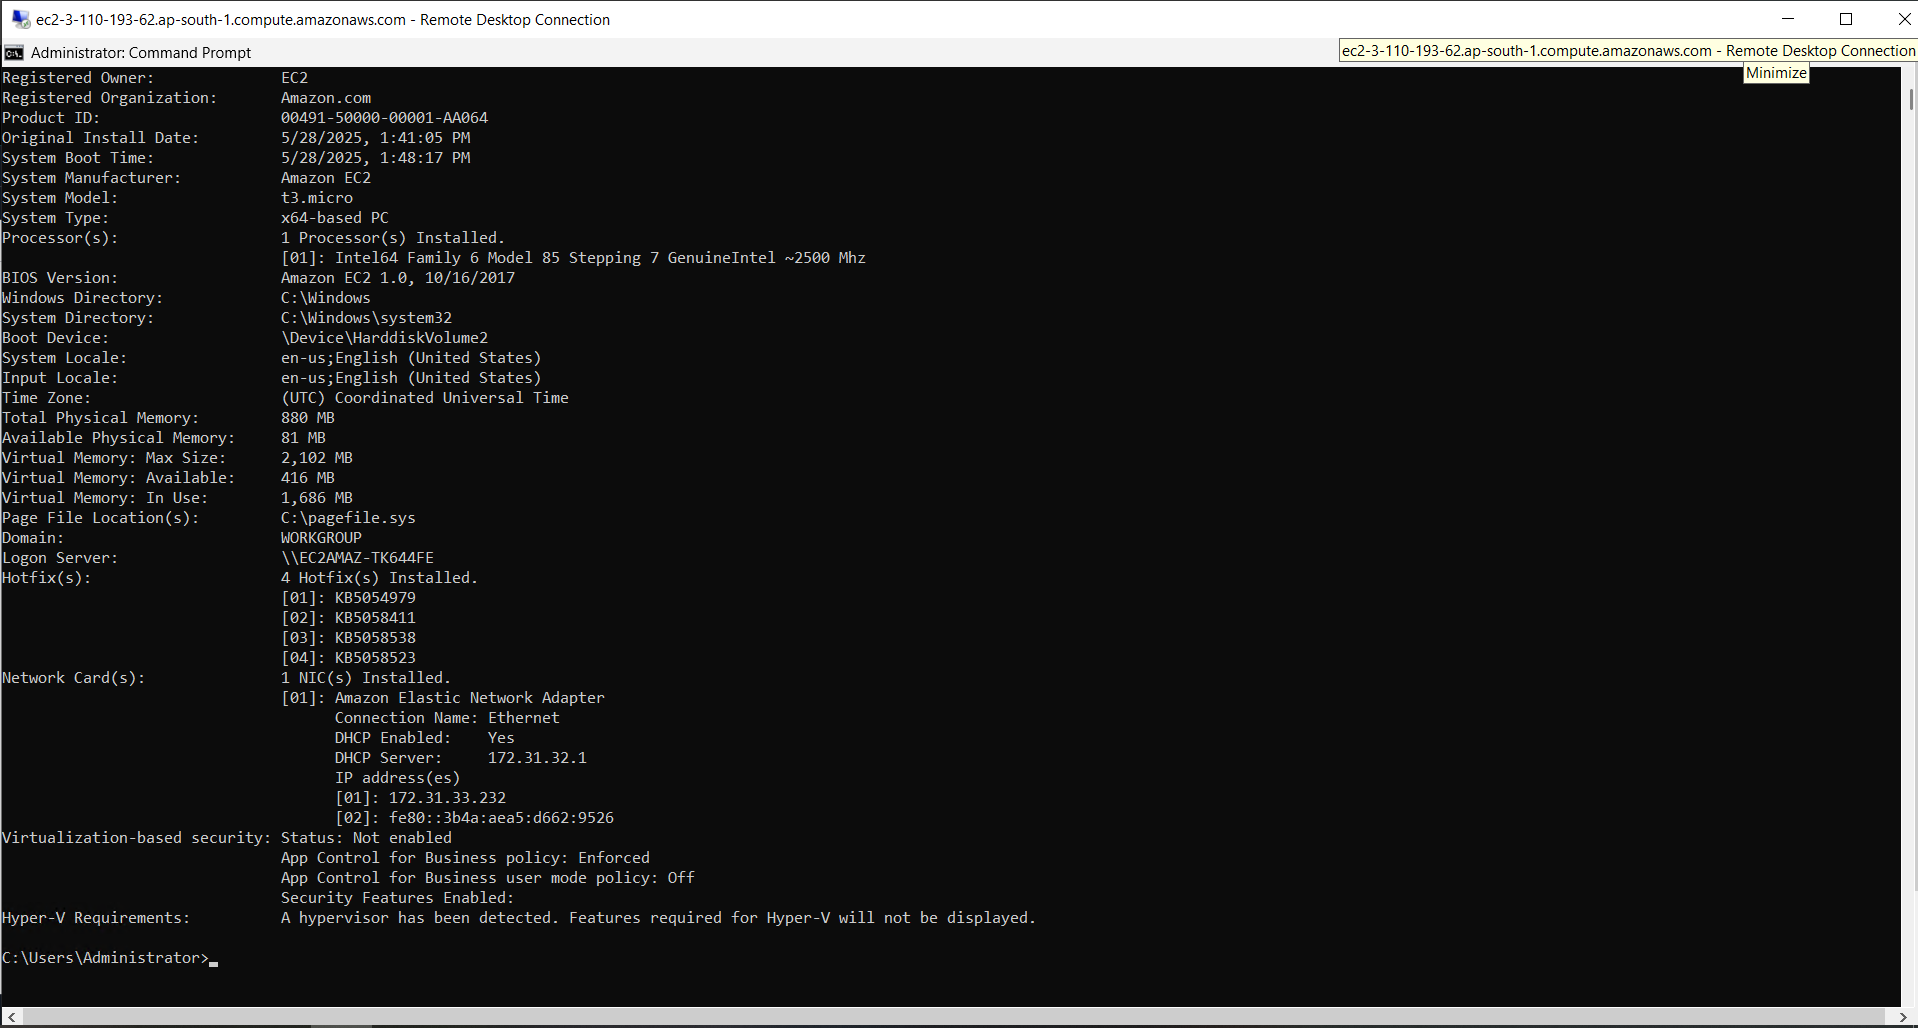 ec2-3-110-193-62.ap-south-1.compute.amazonaws.com - Remote Desktop Connection
Administrator: Command Prompt
ec2-3-110-193-62.ap-south-1.compute.amazonaws.com - Remote Desktop Connection
Minimize
Registered Owner: EC2
Registered Organization: Amazon.com
Product ID: 00491-50000-00001-AA064
Original Install Date: 5/28/2025, 1:41:05 PM
System Boot Time: 5/28/2025, 1:48:17 PM
System Manufacturer: Amazon EC2
System Model: t3.micro
System Type: x64-based PC
Processor(s): 1 Processor(s) Installed.
[01]: Intel64 Family 6 Model 85 Stepping 7 GenuineIntel ~2500 Mhz
BIOS Version: Amazon EC2 1.0, 10/16/2017
Windows Directory: C:\Windows
System Directory: C:\Windows\system32
Boot Device: \Device\HarddiskVolume2
System Locale: en-us;English (United States)
Input Locale: en-us;English (United States)
Time Zone: (UTC) Coordinated Universal Time
Total Physical Memory: 880 MB
Available Physical Memory: 81 MB
Virtual Memory: Max Size: 2,102 MB
Virtual Memory: Available: 416 MB
Virtual Memory: In Use: 1,686 MB
Page File Location(s): C:\pagefile.sys
Domain: WORKGROUP
Logon Server: \\EC2AMAZ-TK644FE
Hotfix(s): 4 Hotfix(s) Installed.
[01]: KB5054979
[02]: KB5058411
[03]: KB5058538
[04]: KB5058523
Network Card(s): 1 NIC(s) Installed.
[01]: Amazon Elastic Network Adapter
Connection Name: Ethernet
DHCP Enabled: Yes
DHCP Server: 172.31.32.1
IP address(es)
[01]: 172.31.33.232
[02]: fe80::3b4a:aea5:d662:9526
Virtualization-based security: Status: Not enabled
App Control for Business policy: Enforced
App Control for Business user mode policy: Off
Security Features Enabled:
Hyper-V Requirements: A hypervisor has been detected. Features required for Hyper-V will not be displayed.
C:\Users\Administrator>